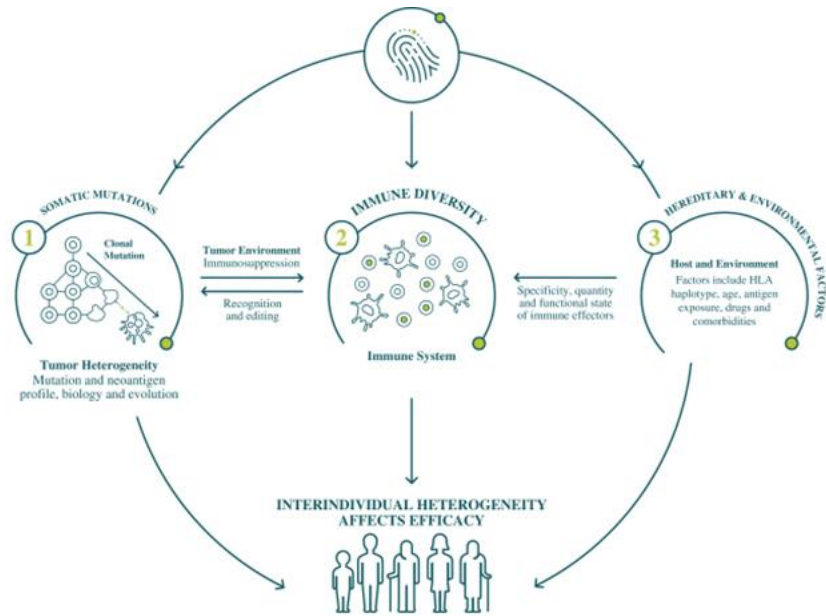 SOMATIC MUTATIONS
1
Clonal
Mutation
Tumor Heterogeneity
Mutation and neoantigen
profile, biology and evolution
Tumor Environment
Immunosuppression
Recognition
and editing
IMMUNE DIVERSITY
2
Immune System
Specificity, quantity
and functional state
of immune effectors
HEREDITARY & ENVIRONMENTAL FACTORS
3
Host and Environment
Factors include HLA
haplotype, age, antigen
exposure, drugs and
comorbidities
INTERINDIVIDUAL HETEROGENEITY
AFFECTS EFFICACY